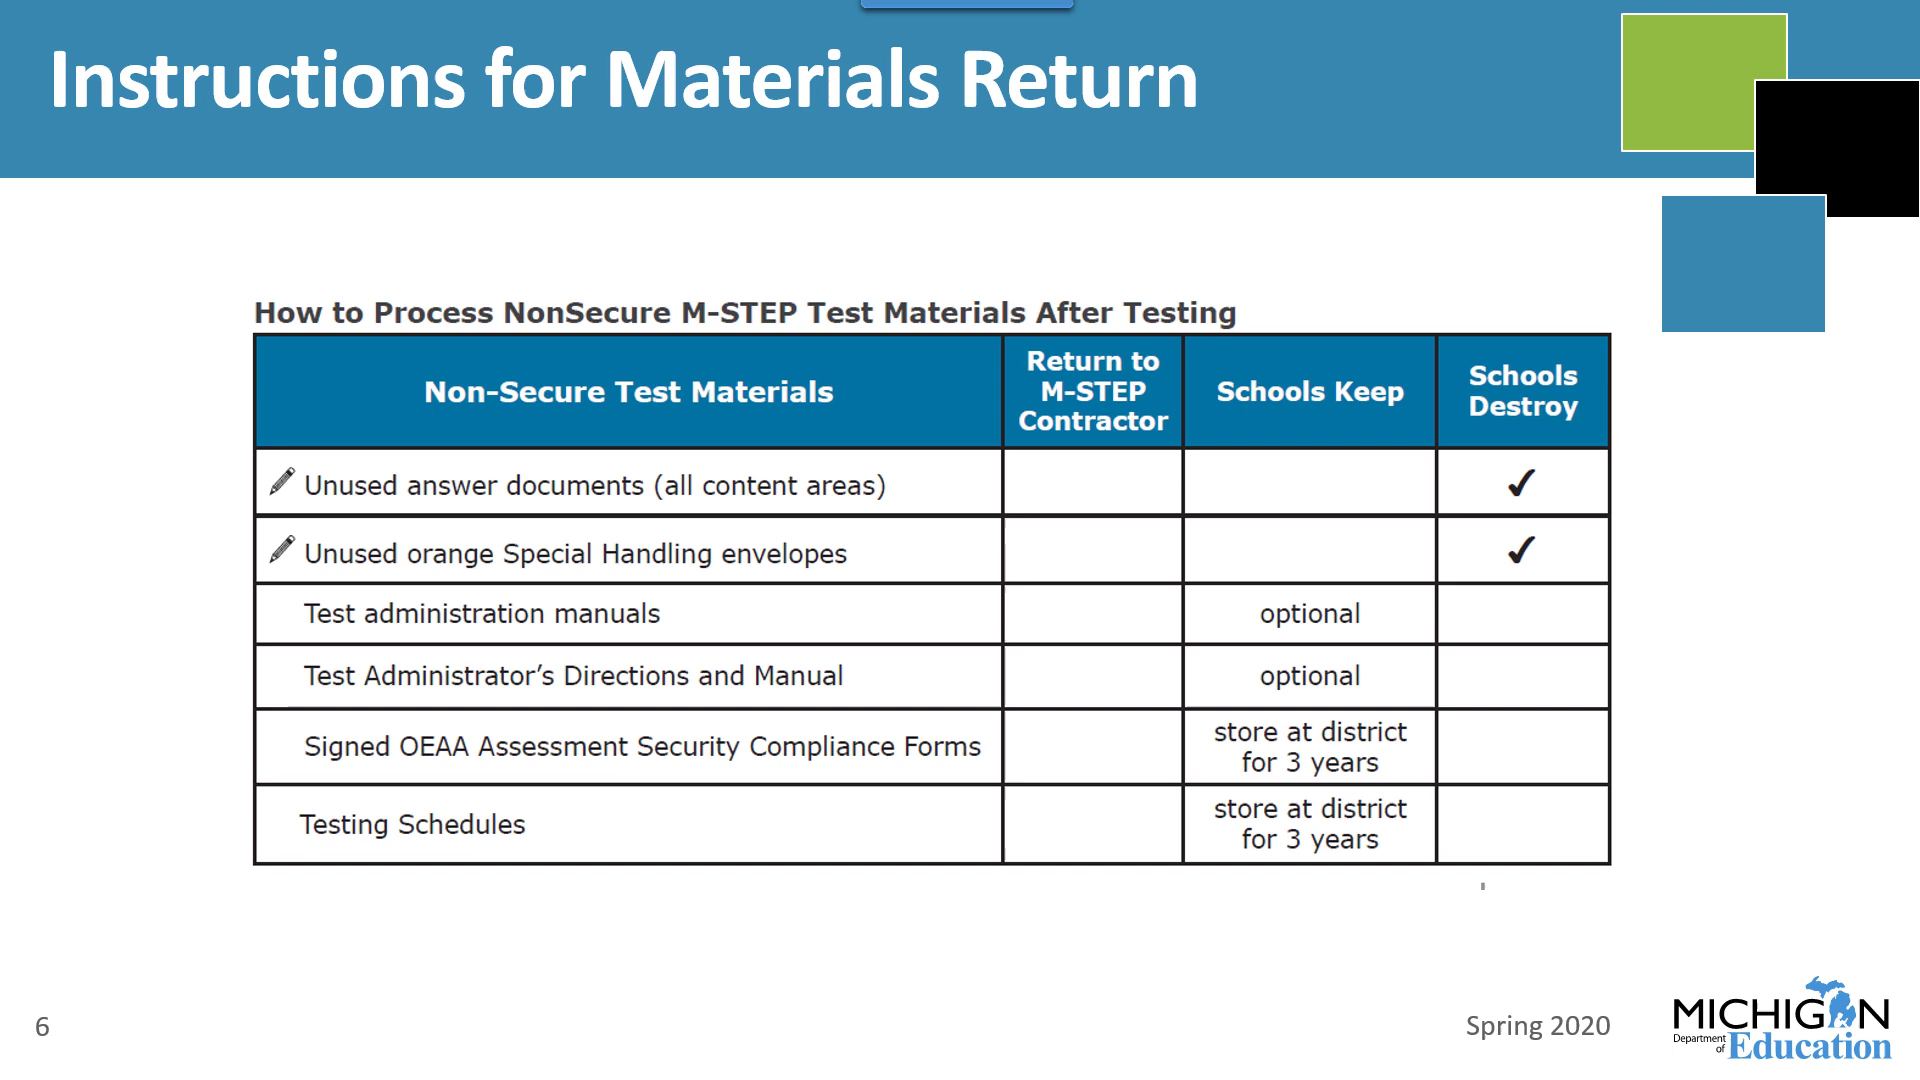 Instructions for Materials Return
How to Process NonSecure M-STEP Test Materials After Testing
Non-Secure Test Materials
Return to
M-STEP
Contractor
Schools Keep
Schools
Destroy
Unused answer documents (all content areas)
✓
Unused orange Special Handling envelopes
✓
Test administration manuals
optional
Test Administrator’s Directions and Manual
optional
Signed OEAA Assessment Security Compliance Forms
store at district
for 3 years
Testing Schedules
store at district
for 3 years
6
Spring 2020
MICHIGAN
Department
of
Education